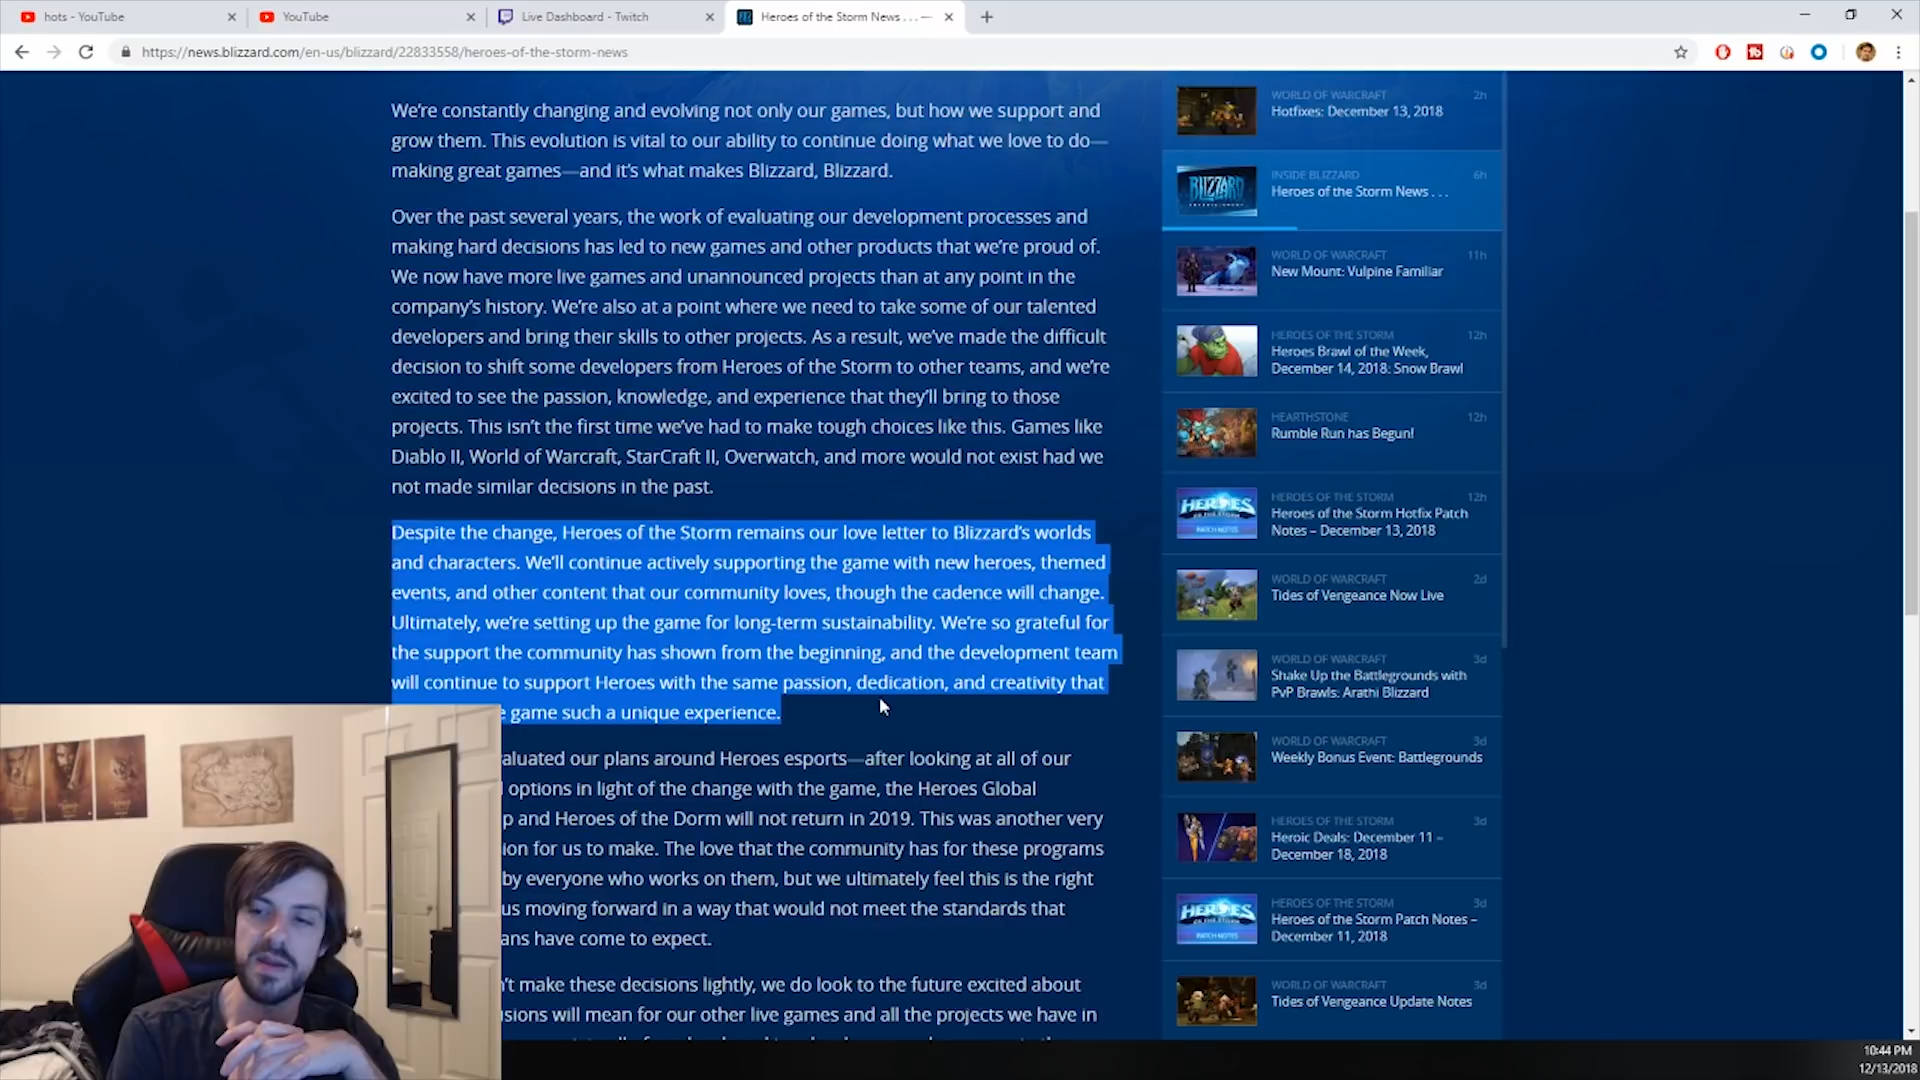 hots - YouTube
YouTube
Live Dashboard - Twitch
Heroes of the Storm News . . . —
https://news.blizzard.com/en-us/blizzard/22833558/heroes-of-the-storm-news
We're constantly changing and evolving not only our games, but how we support and
grow them. This evolution is vital to our ability to continue doing what we love to do—
making great games—and it's what makes Blizzard, Blizzard.
Over the past several years, the work of evaluating our development processes and
making hard decisions has led to new games and other products that we're proud of.
We now have more live games and unannounced projects than at any point in the
company's history. We're also at a point where we need to take some of our talented
developers and bring their skills to other projects. As a result, we've made the difficult
decision to shift some developers from Heroes of the Storm to other teams, and we're
excited to see the passion, knowledge, and experience that they'll bring to those
projects. This isn't the first time we've had to make tough choices like this. Games like
Diablo II, World of Warcraft, StarCraft II, Overwatch, and more would not exist had we
not made similar decisions in the past.
Despite the change, Heroes of the Storm remains our love letter to Blizzard's worlds
and characters. We'll continue actively supporting the game with new heroes, themed
events, and other content that our community loves, though the cadence will change.
Ultimately, we're setting up the game for long-term sustainability. We're so grateful for
the support the community has shown from the beginning, and the development team
will continue to support Heroes with the same passion, dedication, and creativity that
e game such a unique experience.
aluated our plans around Heroes esports—after looking at all of our
options in light of the change with the game, the Heroes Global
p and Heroes of the Dorm will not return in 2019. This was another very
ion for us to make. The love that the community has for these programs
by everyone who works on them, but we ultimately feel this is the right
us moving forward in a way that would not meet the standards that
ans have come to expect.
't make these decisions lightly, we do look to the future excited about
isions will mean for our other live games and all the projects we have in
WORLD OF WARCRAFT 2h
Hotfixes: December 13, 2018
BLIZZARD
INSIDE BLIZZARD 6h
Heroes of the Storm News . . .
WORLD OF WARCRAFT 11h
New Mount: Vulpine Familiar
HEROES OF THE STORM 12h
Heroes Brawl of the Week,
December 14, 2018: Snow Brawl
HEARTHSTONE 12h
Rumble Run has Begun!
HEROES
PATCH NOTES
HEROES OF THE STORM 12h
Heroes of the Storm Hotfix Patch
Notes – December 13, 2018
WORLD OF WARCRAFT 2d
Tides of Vengeance Now Live
WORLD OF WARCRAFT 3d
Shake Up the Battlegrounds with
PvP Brawls: Arathi Blizzard
WORLD OF WARCRAFT 3d
Weekly Bonus Event: Battlegrounds
HEROES OF THE STORM 3d
Heroic Deals: December 11 –
December 18, 2018
HEROES
PATCH NOTES
HEROES OF THE STORM 3d
Heroes of the Storm Patch Notes –
December 11, 2018
WORLD OF WARCRAFT 3d
Tides of Vengeance Update Notes
10:44 PM
12/13/2018